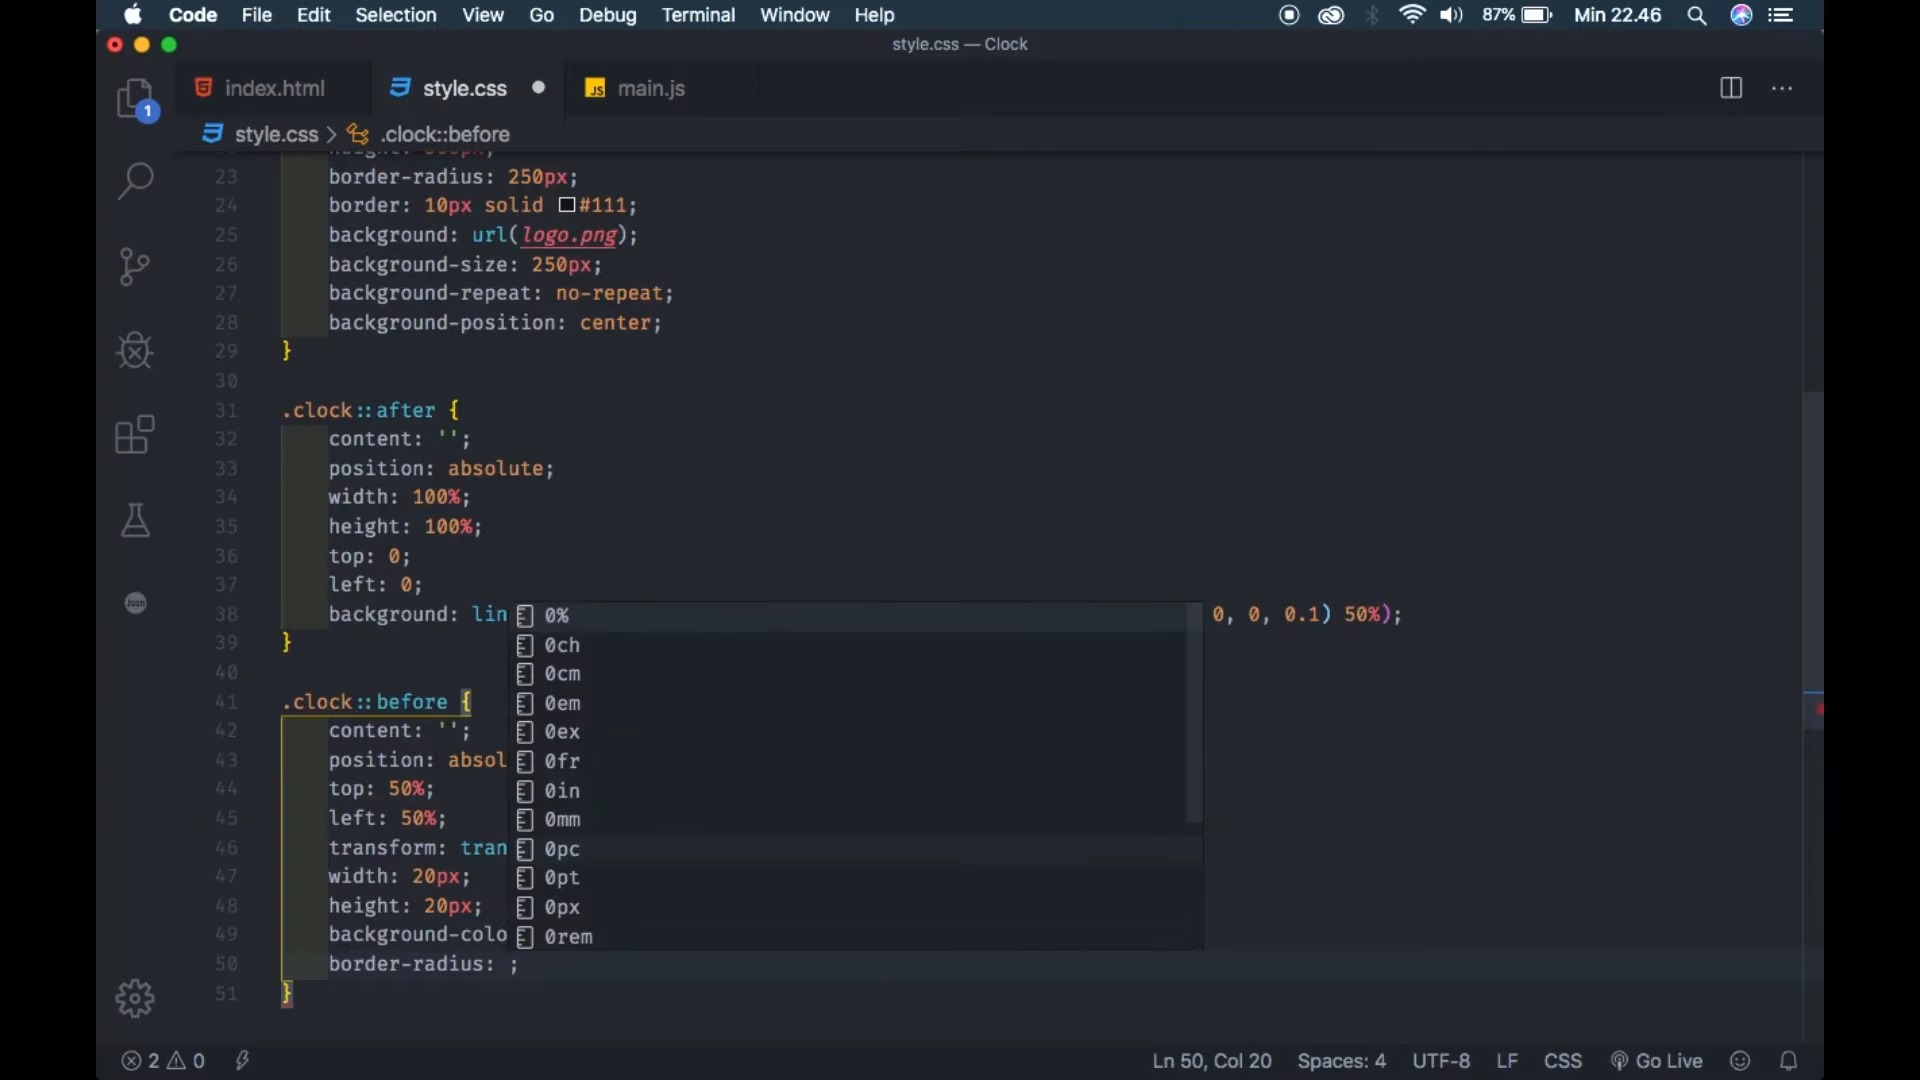 Code File Edit Selection View Go Debug Terminal Window Help 87% Min 22.46
style.css — Clock
index.html style.css main.js
1
style.css > .clock::before
23 border-radius: 250px;
24 border: 10px solid #111;
25 background: url(logo.png);
26 background-size: 250px;
27 background-repeat: no-repeat;
28 background-position: center;
29 }
30
31 .clock::after {
32 content: '';
33 position: absolute;
34 width: 100%;
35 height: 100%;
36 top: 0;
37 left: 0;
38 background: lin 0, 0, 0.1) 50%);
39 }
40
41 .clock::before {
42 content: '';
43 position: absol
44 top: 50%;
45 left: 50%;
46 transform: tran
47 width: 20px;
48 height: 20px;
49 background-colo
50 border-radius: ;
51 }
0%
0ch
0cm
0em
0ex
0fr
0in
0mm
0pc
0pt
0px
0rem
2 0 Ln 50, Col 20 Spaces: 4 UTF-8 LF CSS Go Live